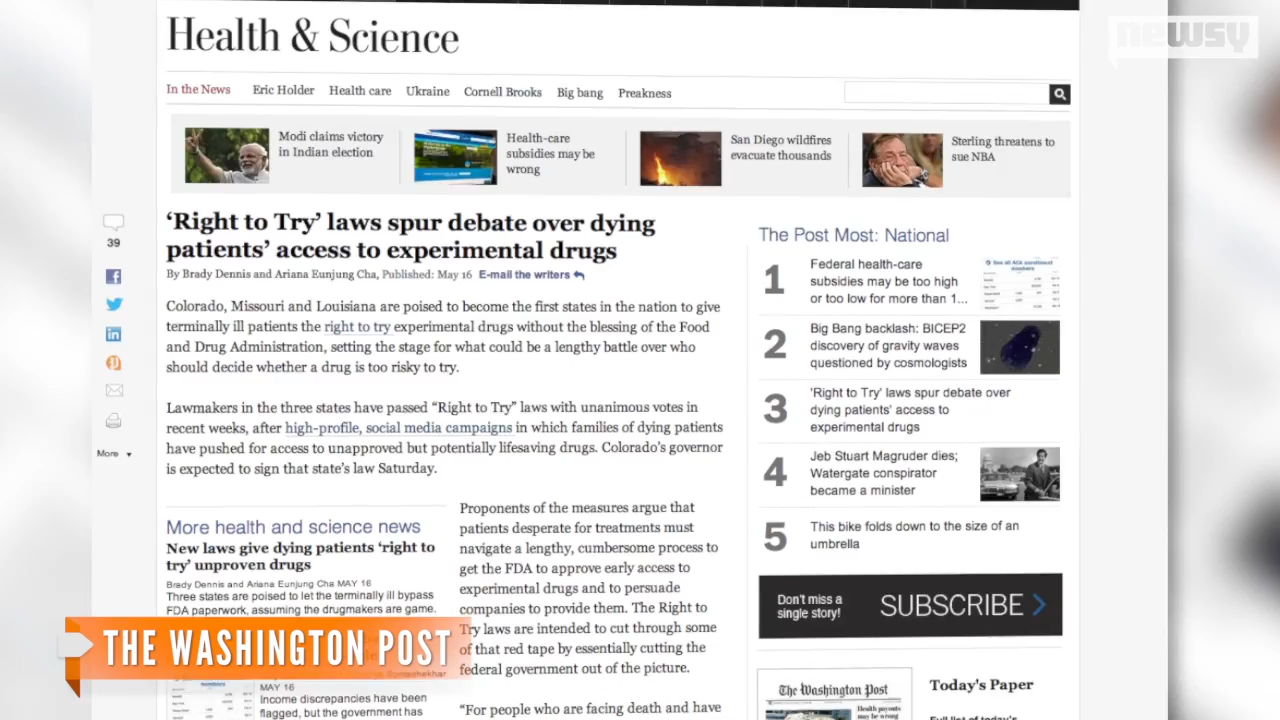 newsy
Health & Science
In the News Eric Holder Health care Ukraine Cornell Brooks Big bang Preakness
Modi claims victory
in Indian election
Health-care
subsidies may be
wrong
San Diego wildfires
evacuate thousands
Sterling threatens to
sue NBA
39
More
‘Right to Try’ laws spur debate over dying
patients’ access to experimental drugs
By Brady Dennis and Ariana Eunjung Cha, Published: May 16 E-mail the writers
Colorado, Missouri and Louisiana are poised to become the first states in the nation to give
terminally ill patients the right to try experimental drugs without the blessing of the Food
and Drug Administration, setting the stage for what could be a lengthy battle over who
should decide whether a drug is too risky to try.
Lawmakers in the three states have passed “Right to Try” laws with unanimous votes in
recent weeks, after high-profile, social media campaigns in which families of dying patients
have pushed for access to unapproved but potentially lifesaving drugs. Colorado’s governor
is expected to sign that state’s law Saturday.
More health and science news
New laws give dying patients ‘right to
try’ unproven drugs
Brady Dennis and Ariana Eunjung Cha MAY 16
Three states are poised to let the terminally ill bypass
FDA paperwork, assuming the drugmakers are game.
THE WASHINGTON POST
MAY 16
Income discrepancies have been
flagged, but the government has
Proponents of the measures argue that
patients desperate for treatments must
navigate a lengthy, cumbersome process to
get the FDA to approve early access to
experimental drugs and to persuade
companies to provide them. The Right to
Try laws are intended to cut through some
of that red tape by essentially cutting the
federal government out of the picture.
“For people who are facing death and have
The Post Most: National
1
Federal health-care
subsidies may be too high
or too low for more than 1...
2
Big Bang backlash: BICEP2
discovery of gravity waves
questioned by cosmologists
3
'Right to Try' laws spur debate over
dying patients' access to
experimental drugs
4
Jeb Stuart Magruder dies;
Watergate conspirator
became a minister
5
This bike folds down to the size of an
umbrella
Don't miss a
single story!
SUBSCRIBE
The Washington Post
Health payouts
may be wrong
Today's Paper
Full list of today's